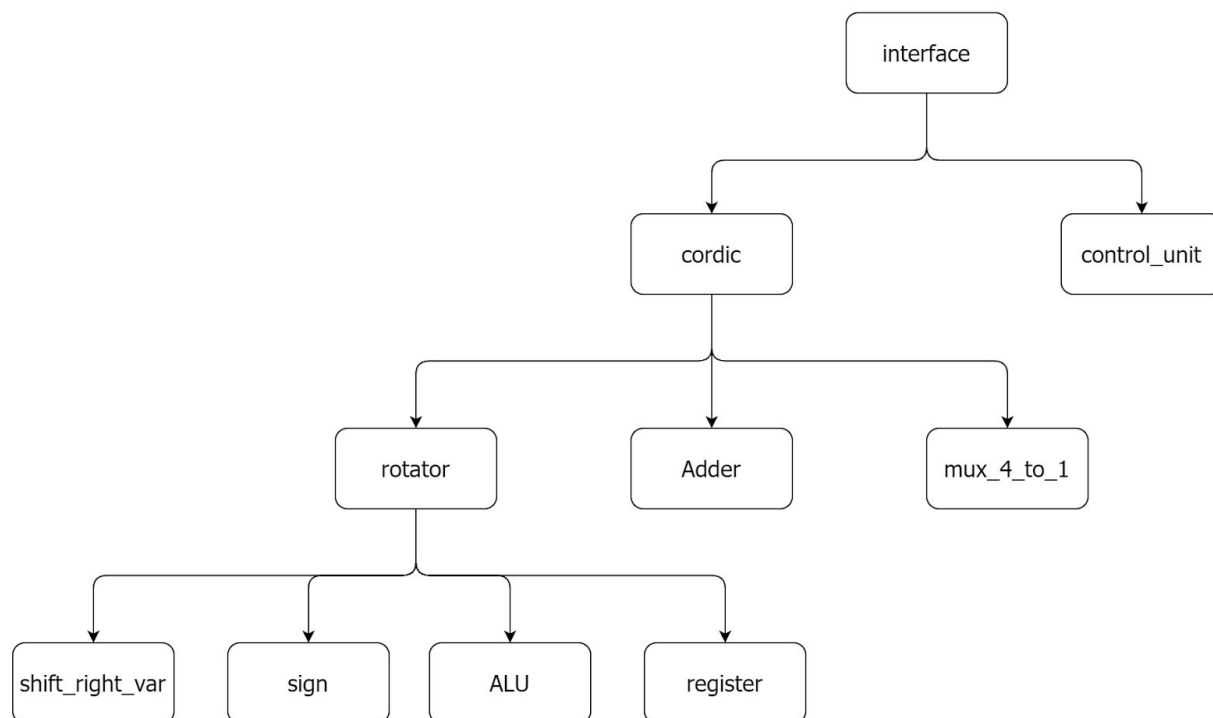 interface
cordic
control_unit
rotator
Adder
mux_4_to_1
shift_right_var
sign
ALU
register